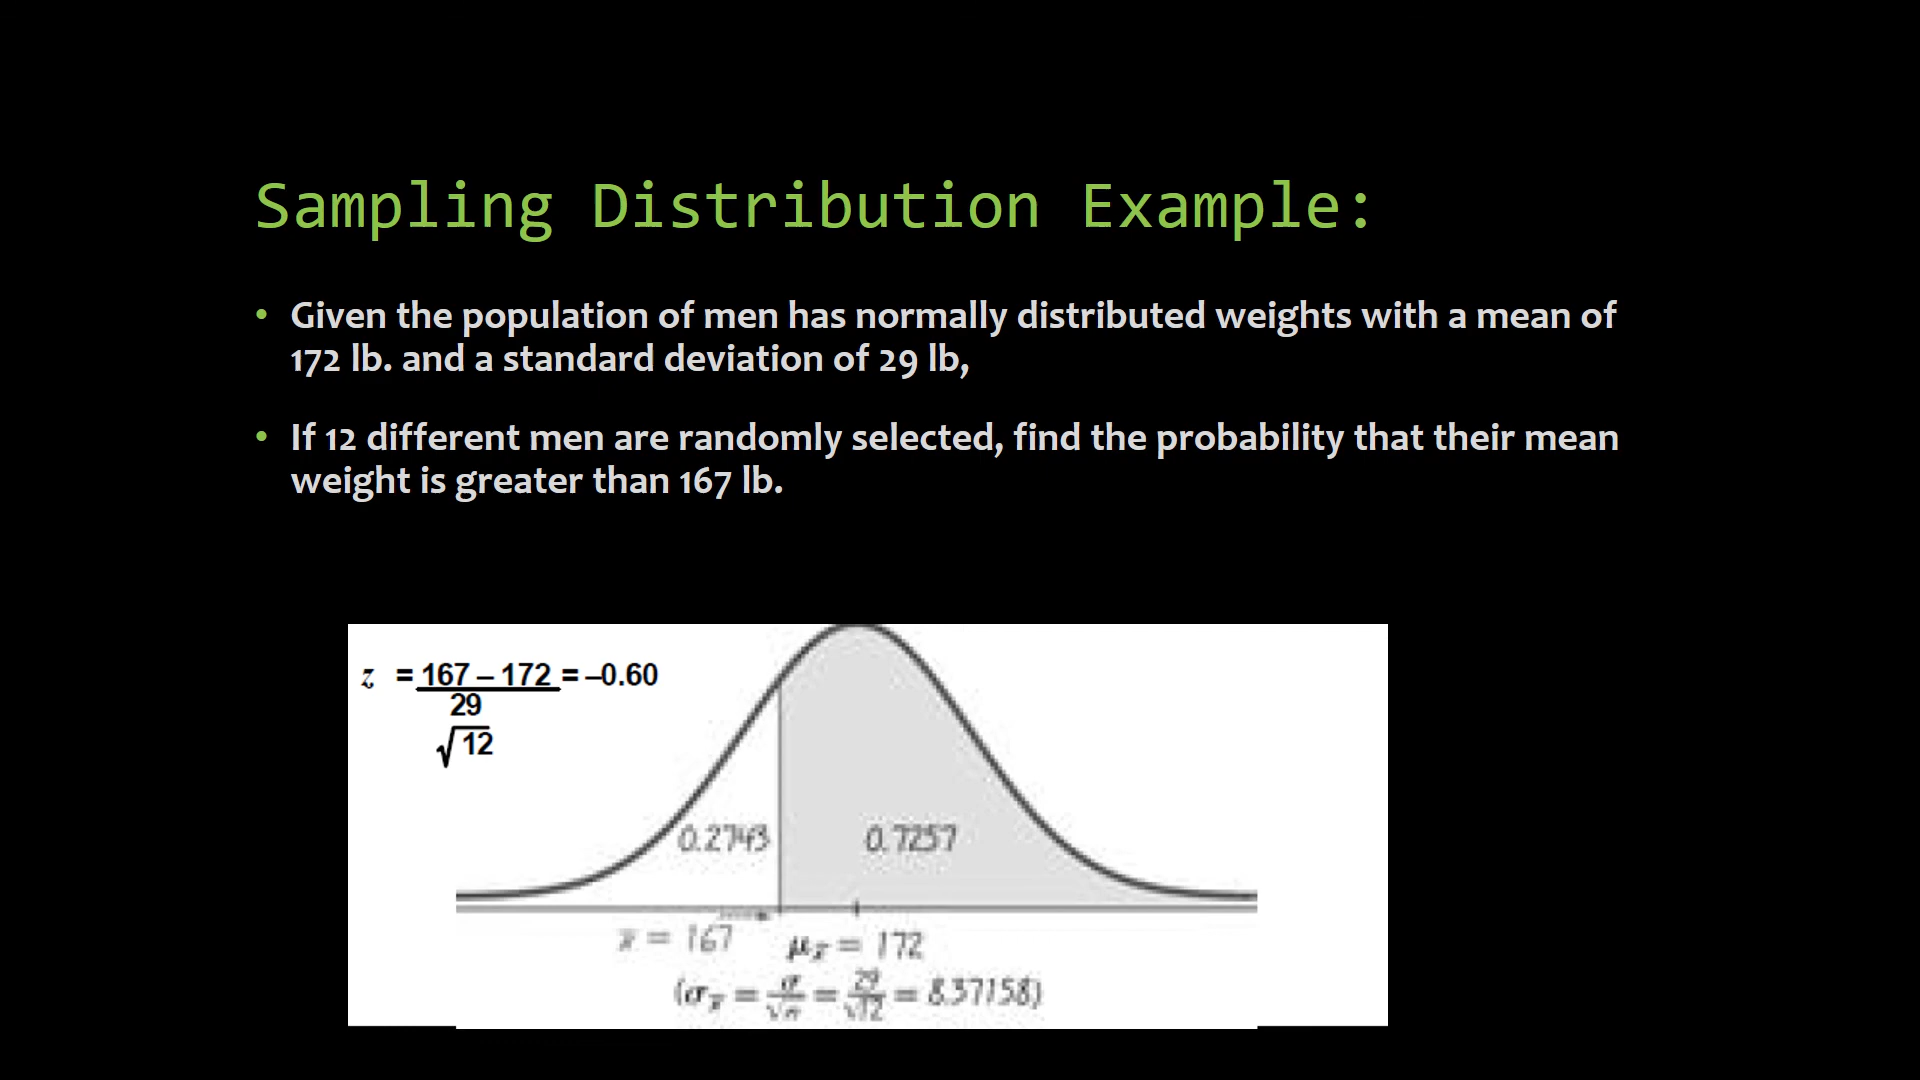 Sampling Distribution Example:
• Given the population of men has normally distributed weights with a mean of
172 lb. and a standard deviation of 29 lb,
• If 12 different men are randomly selected, find the probability that their mean
weight is greater than 167 lb.
z = 167 – 172 = –0.60
29
√12
0.2743 0.7257
x̄ = 167 μx̄ = 172
(σx̄ = σ/√n = 29/√12 = 8.37158)